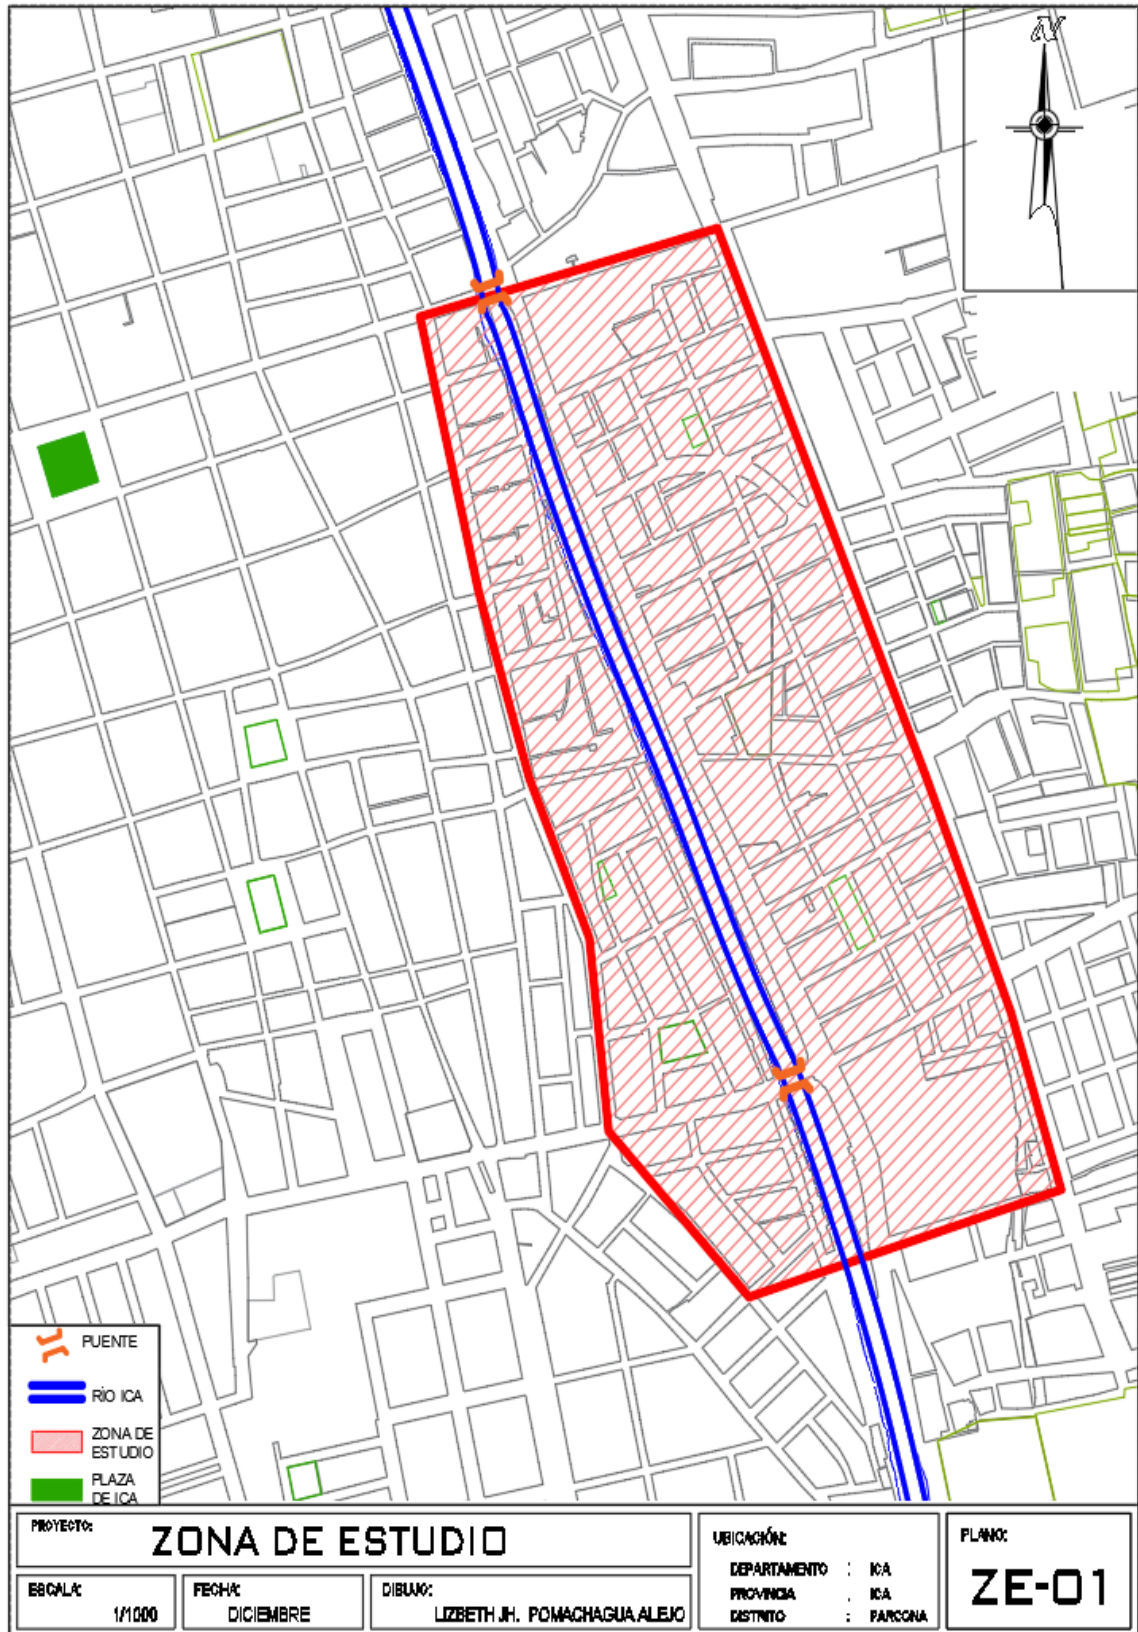 N
PUENTE
RÍO ICA
ZONA DE
ESTUDIO
PLAZA
DE ICA
PROYECTO:
ZONA DE ESTUDIO
ESCALA:
1/1000
FECHA:
DICIEMBRE
DIBUJO:
LIZBETH JH. POMACHAGUA ALEJO
UBICACIÓN:
DEPARTAMENTO : ICA
PROVINCIA : ICA
DISTRITO : PARCONA
PLANO:
ZE-01